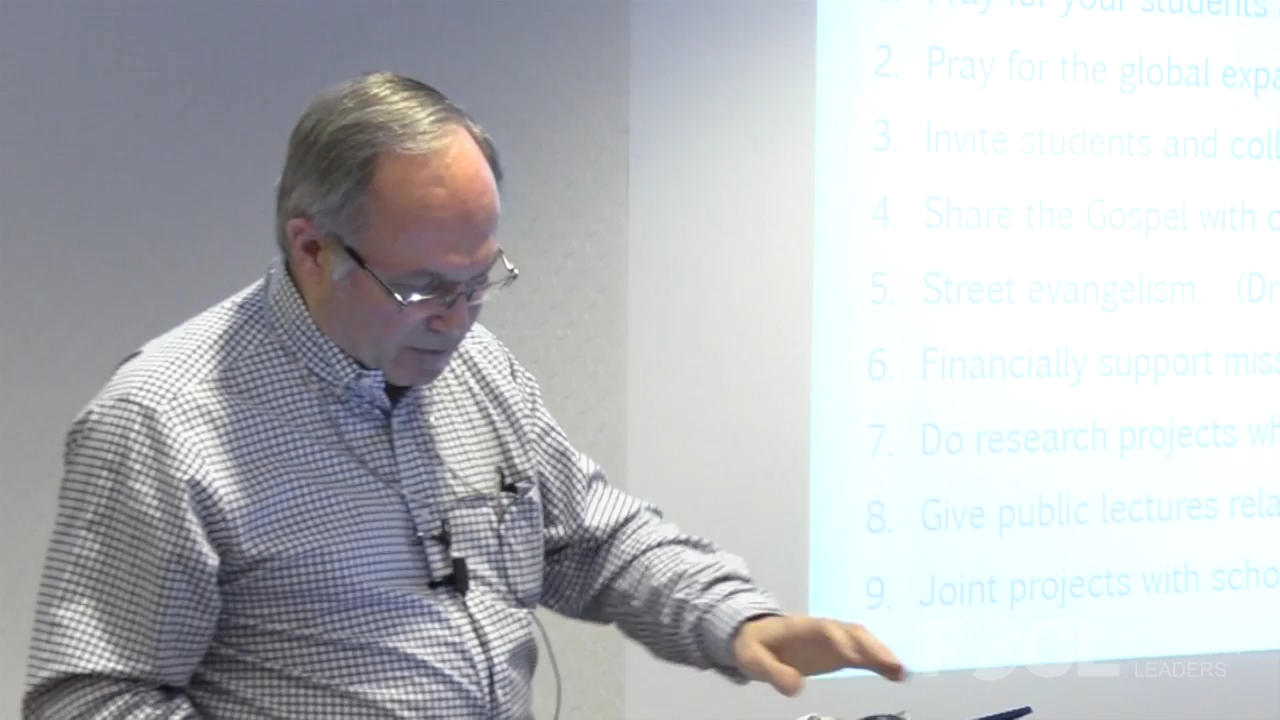 Pray for your students
2. Pray for the global expa
3. Invite students and coll
4. Share the Gospel with c
5. Street evangelism. (Dr
6. Financially support miss
7. Do research projects wh
8. Give public lectures rela
9. Joint projects with scho
LEADERS